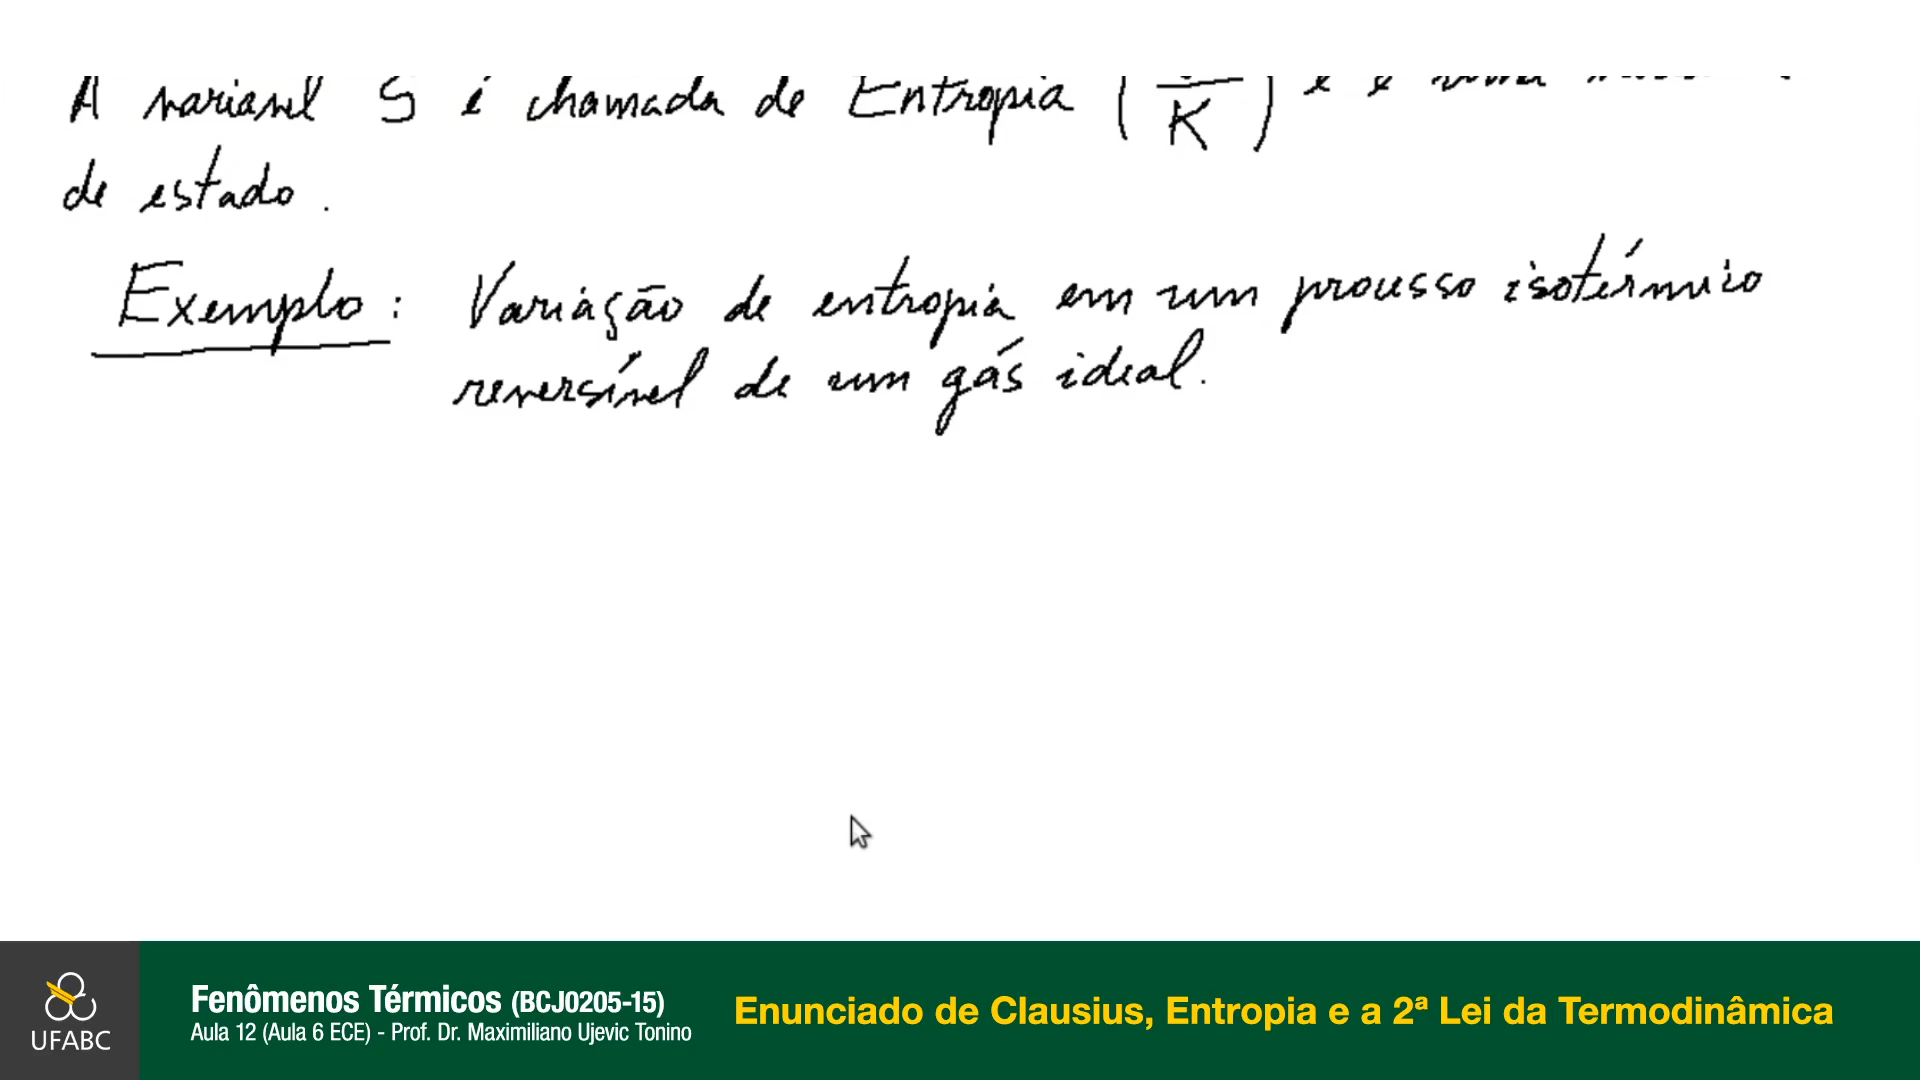 A variável S é chamada de Entropia ( K ) e é uma
de estado.
Exemplo: Variação de entropia em um processo isotérmico
reversível de um gás ideal.
UFABC
Fenômenos Térmicos (BCJ0205-15)
Aula 12 (Aula 6 ECE) - Prof. Dr. Maximiliano Ujevic Tonino
Enunciado de Clausius, Entropia e a 2ª Lei da Termodinâmica